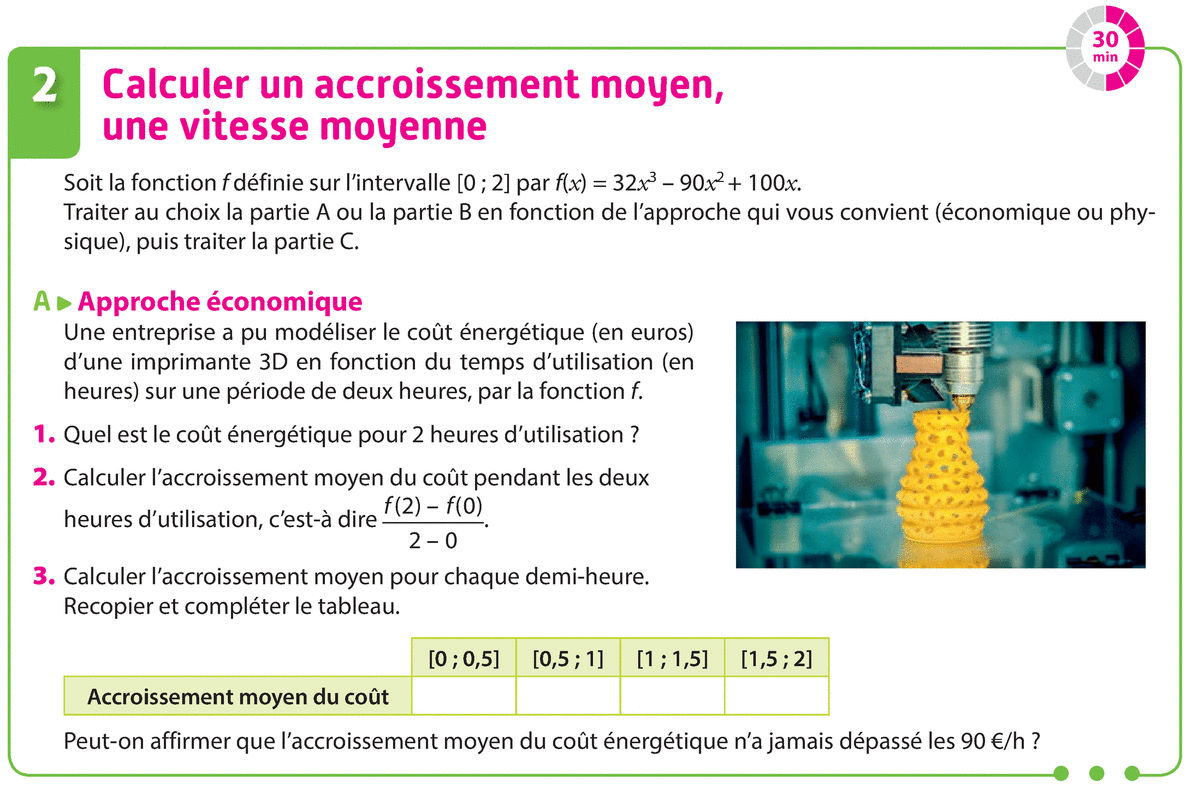 30
min
2
Calculer un accroissement moyen,
une vitesse moyenne
Soit la fonction f définie sur l’intervalle [0 ; 2] par f(x) = 32x³ – 90x² + 100x.
Traiter au choix la partie A ou la partie B en fonction de l’approche qui vous convient (économique ou phy-
sique), puis traiter la partie C.
A ▸ Approche économique
Une entreprise a pu modéliser le coût énergétique (en euros)
d’une imprimante 3D en fonction du temps d’utilisation (en
heures) sur une période de deux heures, par la fonction f.
1. Quel est le coût énergétique pour 2 heures d’utilisation ?
2. Calculer l’accroissement moyen du coût pendant les deux
heures d’utilisation, c’est-à dire f(2) – f(0) / 2 – 0.
3. Calculer l’accroissement moyen pour chaque demi-heure.
Recopier et compléter le tableau.
[0 ; 0,5] [0,5 ; 1] [1 ; 1,5] [1,5 ; 2]
Accroissement moyen du coût
Peut-on affirmer que l’accroissement moyen du coût énergétique n’a jamais dépassé les 90 €/h ?